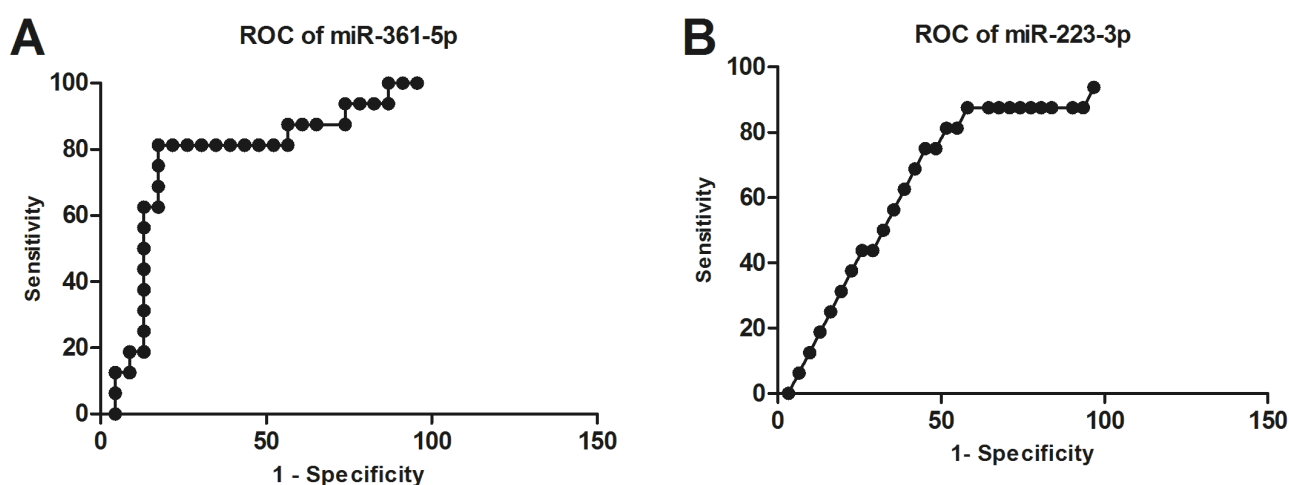 A
ROC of miR-361-5p
100
80
60
40
20
0
Sensitivity
0 50 100 150
1 - Specificity
B
ROC of miR-223-3p
100
80
60
40
20
0
Sensitivity
0 50 100 150
1- Specificity